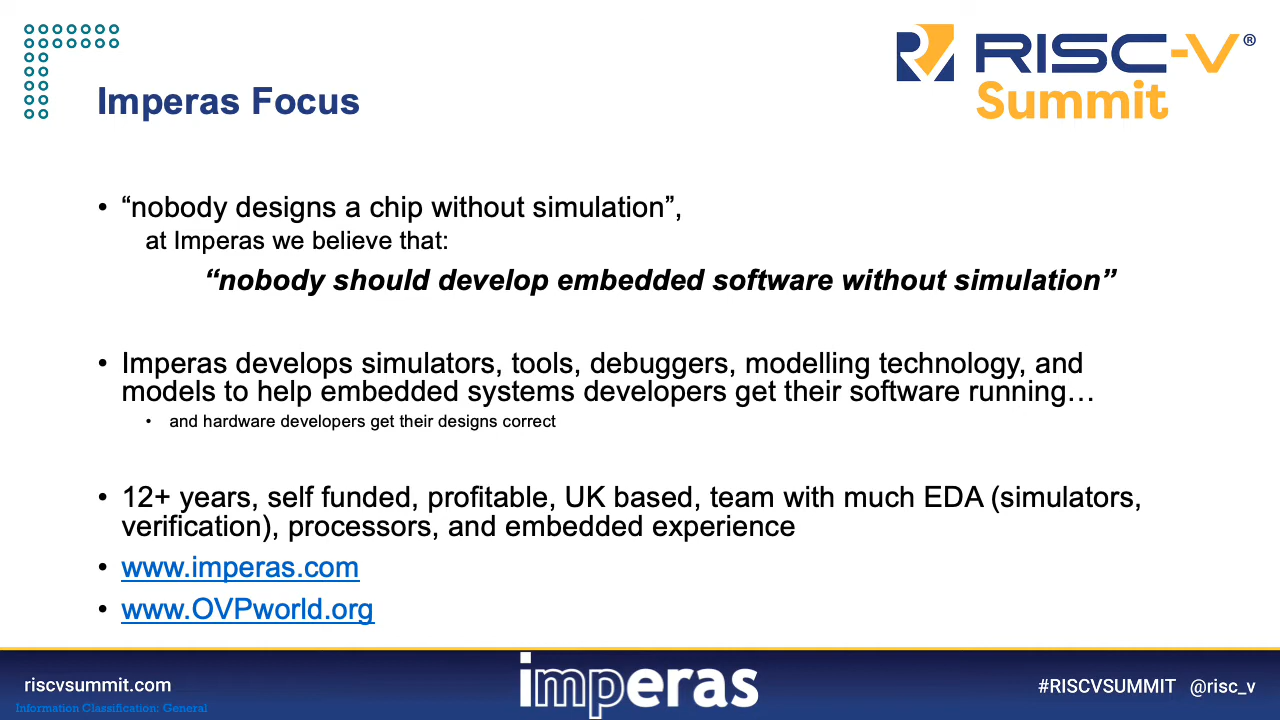 RISC-V®
Summit
Imperas Focus
• “nobody designs a chip without simulation”,
at Imperas we believe that:
“nobody should develop embedded software without simulation”
• Imperas develops simulators, tools, debuggers, modelling technology, and
models to help embedded systems developers get their software running…
• and hardware developers get their designs correct
• 12+ years, self funded, profitable, UK based, team with much EDA (simulators,
verification), processors, and embedded experience
• www.imperas.com
• www.OVPworld.org
riscvsummit.com
Information Classification: General
imperas
#RISCVSUMMIT @risc_v